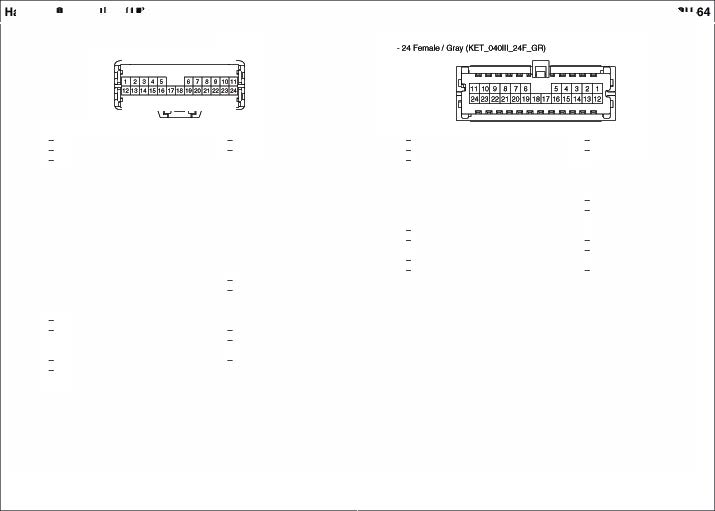 Ha
64
- 24 Female / Gray (KET_040III_24F_GR)
1 2 3 4 5 6 7 8 9 10 11
12 13 14 15 16 17 18 19 20 21 22 23 24
11 10 9 8 7 6 5 4 3 2 1
24 23 22 21 20 19 18 17 16 15 14 13 12